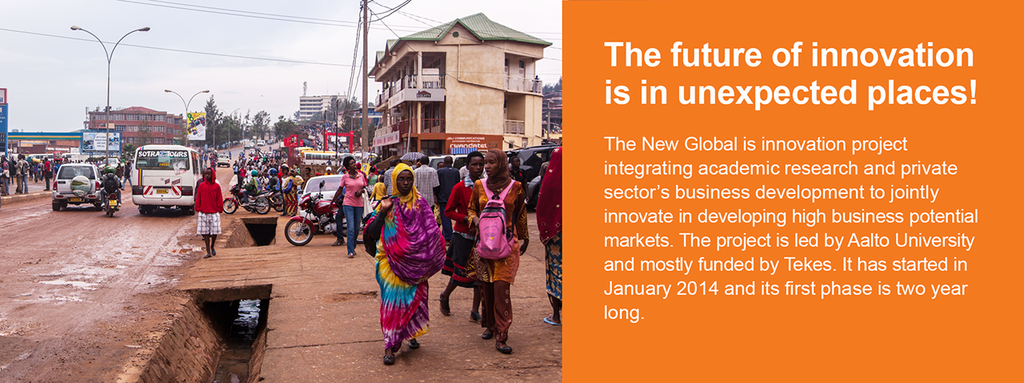 SOTRA TOURS
The future of innovation
is in unexpected places!
The New Global is innovation project
integrating academic research and private
sector’s business development to jointly
innovate in developing high business potential
markets. The project is led by Aalto University
and mostly funded by Tekes. It has started in
January 2014 and its first phase is two year
long.